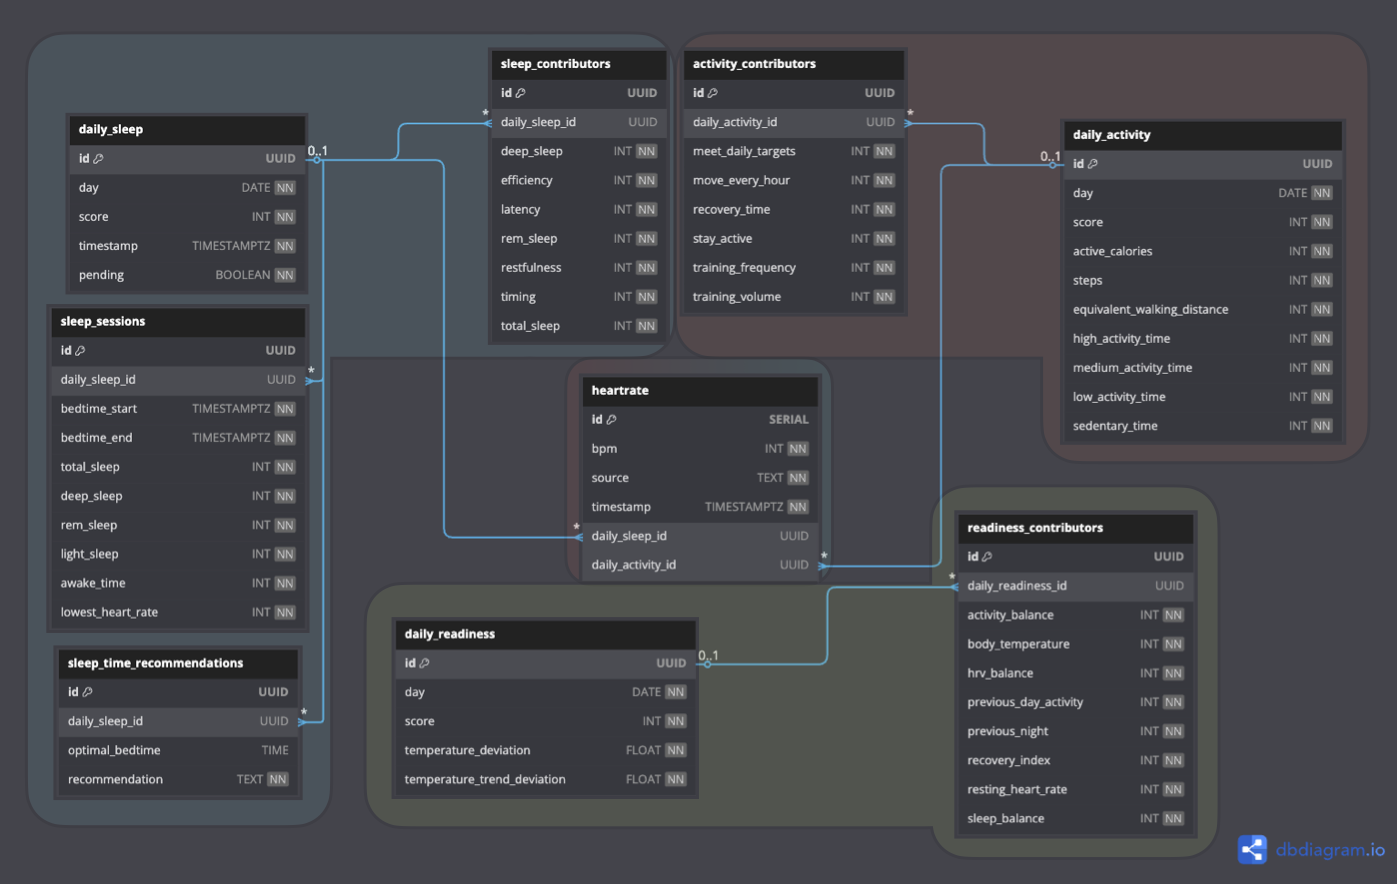 daily_sleep
id UUID
day DATE NN
score INT NN
timestamp TIMESTAMPTZ NN
pending BOOLEAN NN
0..1
sleep_sessions
id UUID
*
daily_sleep_id UUID
bedtime_start TIMESTAMPTZ NN
bedtime_end TIMESTAMPTZ NN
total_sleep INT NN
deep_sleep INT NN
rem_sleep INT NN
light_sleep INT NN
awake_time INT NN
lowest_heart_rate INT NN
sleep_time_recommendations
id UUID
*
daily_sleep_id UUID
optimal_bedtime TIME
recommendation TEXT NN
sleep_contributors
id UUID
*
daily_sleep_id UUID
deep_sleep INT NN
efficiency INT NN
latency INT NN
rem_sleep INT NN
restfulness INT NN
timing INT NN
total_sleep INT NN
activity_contributors
id UUID
*
daily_activity_id UUID
meet_daily_targets INT NN
move_every_hour INT NN
recovery_time INT NN
stay_active INT NN
training_frequency INT NN
training_volume INT NN
daily_activity
0..1
id UUID
day DATE NN
score INT NN
active_calories INT NN
steps INT NN
equivalent_walking_distance INT NN
high_activity_time INT NN
medium_activity_time INT NN
low_activity_time INT NN
sedentary_time INT NN
heartrate
id SERIAL
bpm INT NN
source TEXT NN
timestamp TIMESTAMPTZ NN
*
daily_sleep_id UUID
*
daily_activity_id UUID
daily_readiness
id UUID
0..1
day DATE NN
score INT NN
temperature_deviation FLOAT NN
temperature_trend_deviation FLOAT NN
readiness_contributors
id UUID
*
daily_readiness_id UUID
activity_balance INT NN
body_temperature INT NN
hrv_balance INT NN
previous_day_activity INT NN
previous_night INT NN
recovery_index INT NN
resting_heart_rate INT NN
sleep_balance INT NN
dbdiagram.io